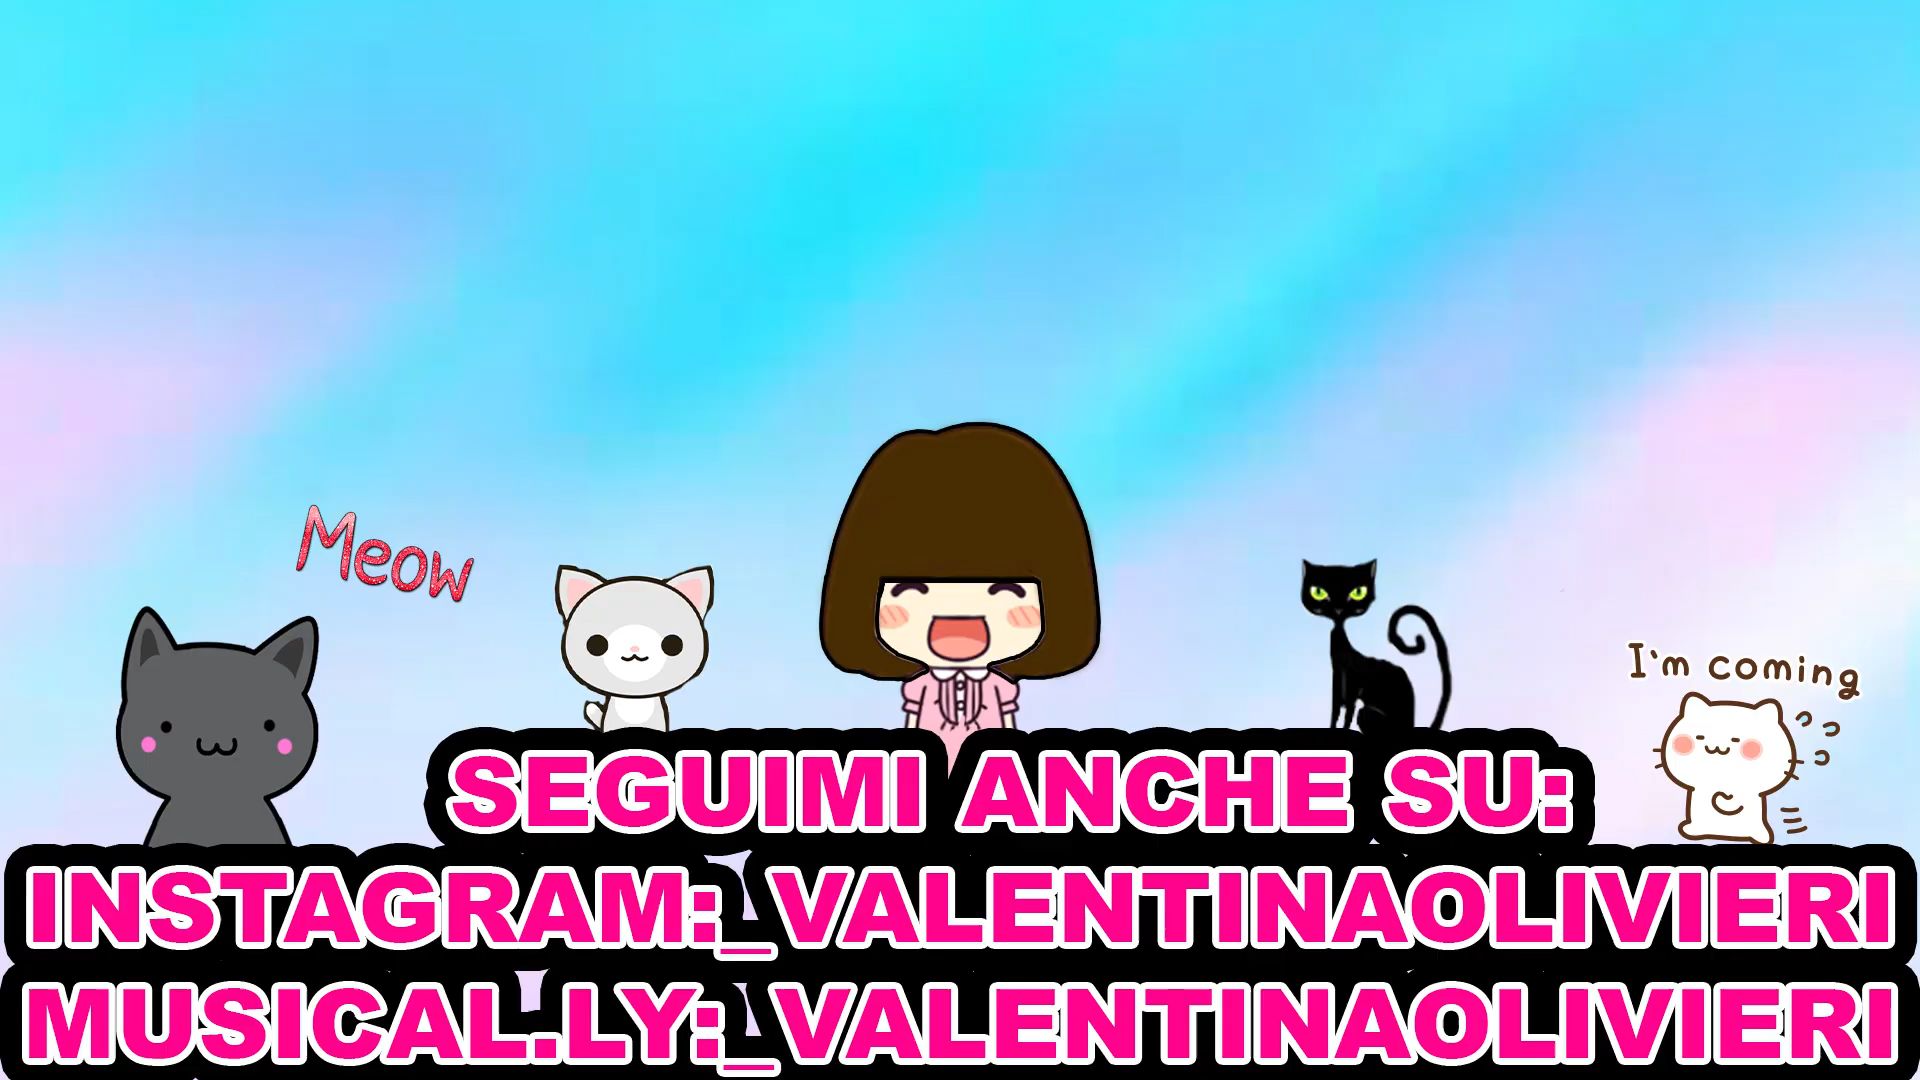 Meow
I'm coming
SEGUIMI ANCHE SU:
INSTAGRAM:_VALENTINAOLIVIERI
MUSICAL.LY:_VALENTINAOLIVIERI